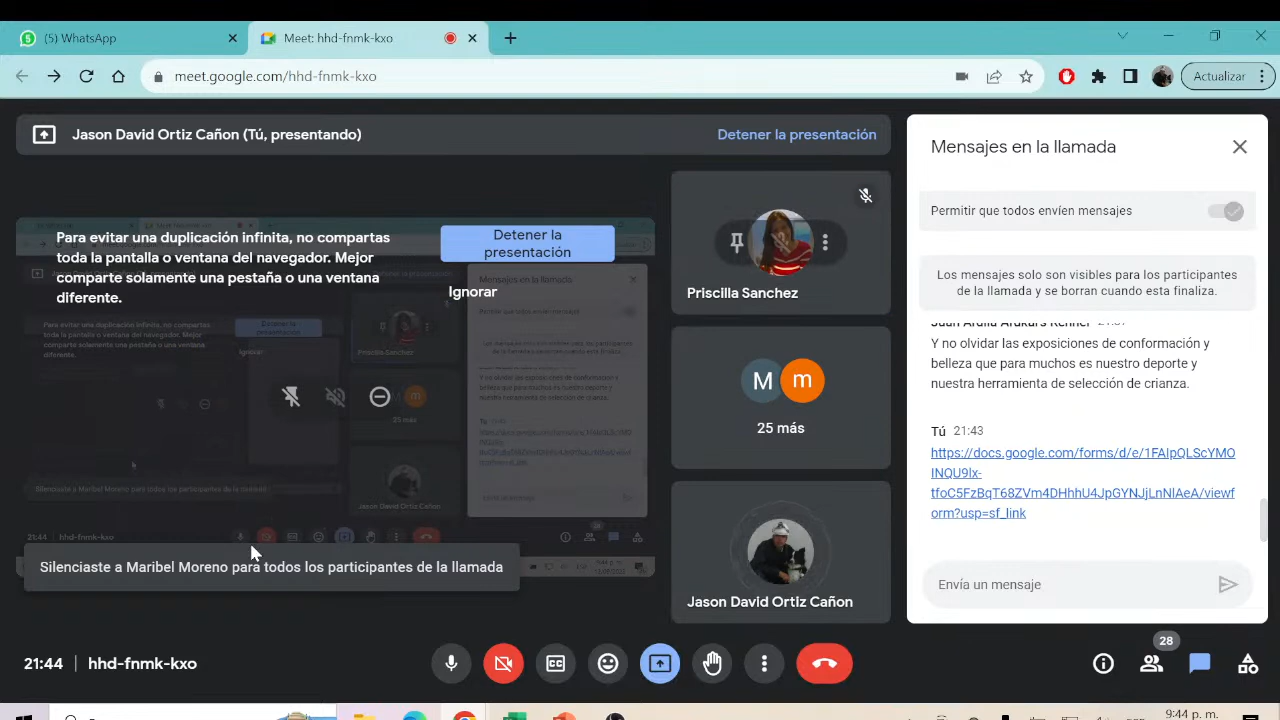 (5) WhatsApp
Meet: hhd-fnmk-kxo
meet.google.com/hhd-fnmk-kxo
Actualizar
Jason David Ortiz Cañon (Tú, presentando)
Detener la presentación
Para evitar una duplicación infinita, no compartas
toda la pantalla o ventana del navegador. Mejor
comparte solamente una pestaña o una ventana
diferente.
Detener la
presentación
Ignorar
Silenciaste a Maribel Moreno para todos los participantes de la llamada
Priscilla Sanchez
M
m
25 más
Jason David Ortiz Cañon
Mensajes en la llamada
Permitir que todos envíen mensajes
Los mensajes solo son visibles para los participantes
de la llamada y se borran cuando esta finaliza.
Y no olvidar las exposiciones de conformación y
belleza que para muchos es nuestro deporte y
nuestra herramienta de selección de crianza.
Tú 21:43
https://docs.google.com/forms/d/e/1FAIpQLScYMO
INQU9lx-
tfoC5FzBqT68ZVm4DHhhU4JpGYNJjLnNlAeA/viewf
orm?usp=sf_link
Envía un mensaje
21:44 | hhd-fnmk-kxo
CC
28
9:44 p. m.